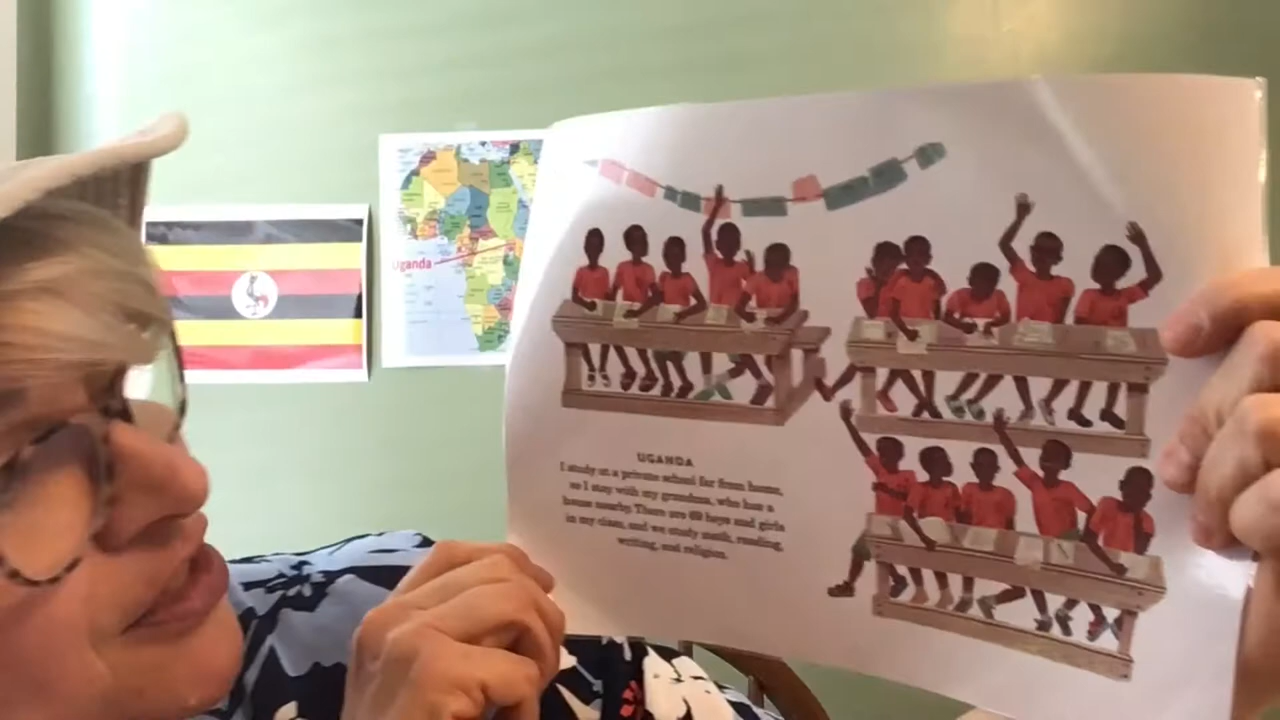 Uganda
UGANDA
I study at a private school far from home,
so I stay with my grandma, who has a
house nearby. There are 69 boys and girls
in my class, and we study math, reading,
writing, and religion.